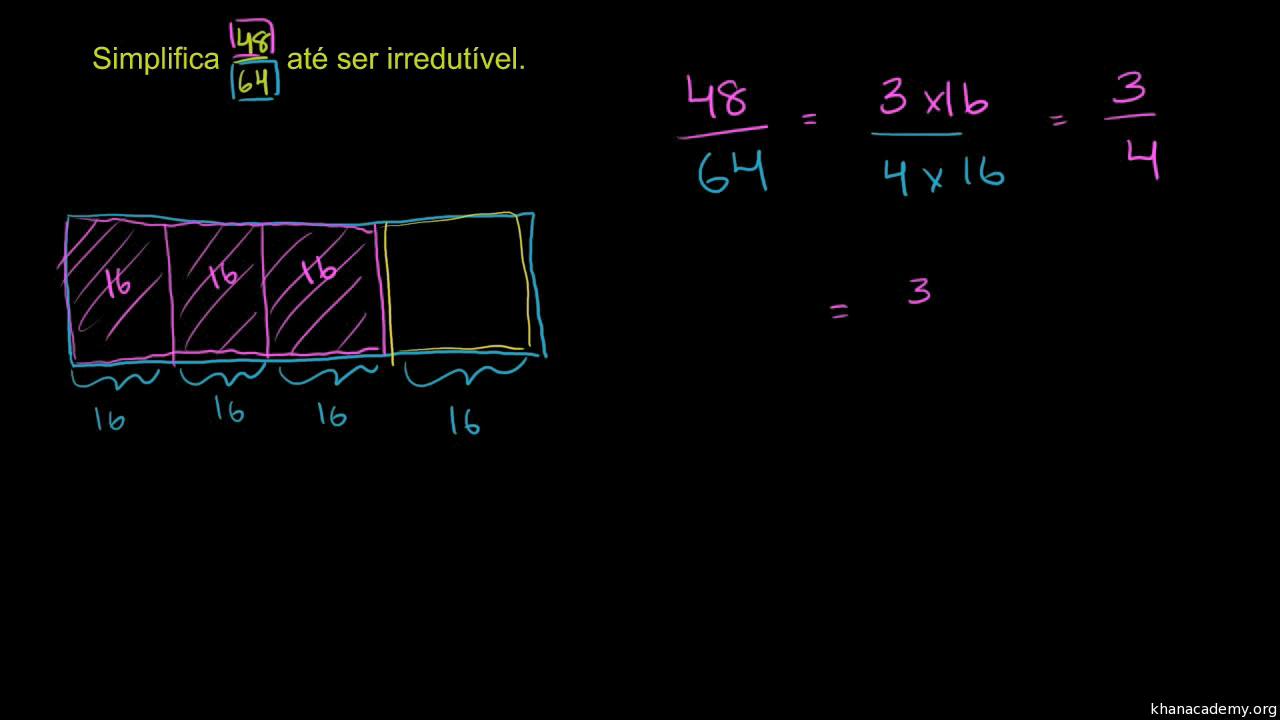 Simplifica 48/64 até ser irredutível.
48/64 = 3 x16/4 x 16 = 3/4
= 3
16 16 16
16 16 16 16
khanacademy.org